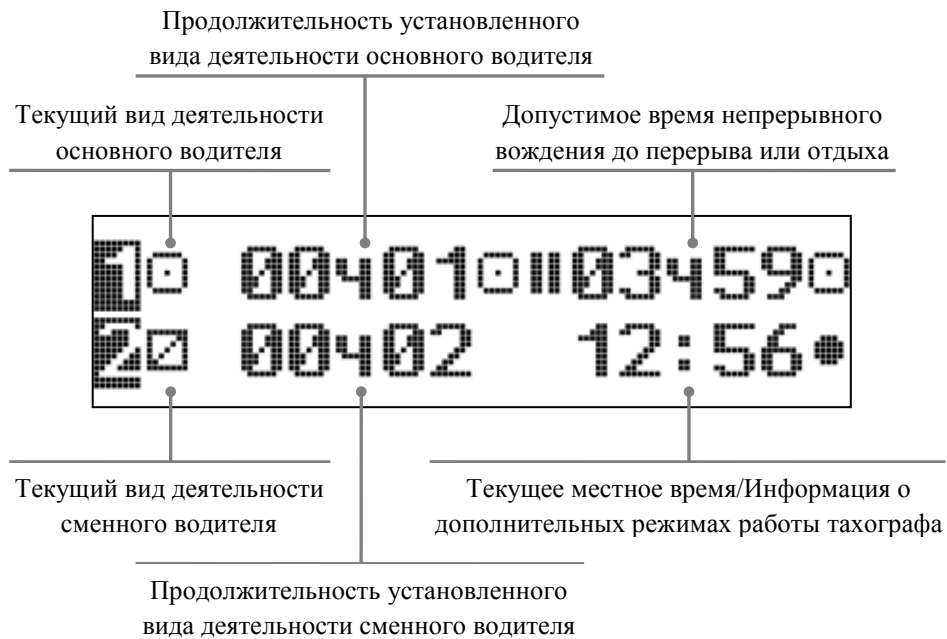 Продолжительность установленного
вида деятельности основного водителя
Текущий вид деятельности
основного водителя
Допустимое время непрерывного
вождения до перерыва или отдыха
1 00ч01 03ч59
2 00ч02 12:56
Текущий вид деятельности
сменного водителя
Текущее местное время/Информация о
дополнительных режимах работы тахографа
Продолжительность установленного
вида деятельности сменного водителя